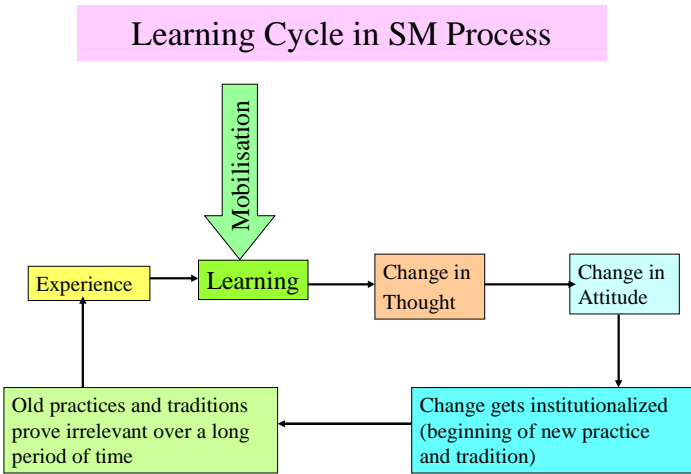 Learning Cycle in SM Process
Mobilisation
Experience
Learning
Change in
Thought
Change in
Attitude
Old practices and traditions
prove irrelevant over a long
period of time
Change gets institutionalized
(beginning of new practice
and tradition)